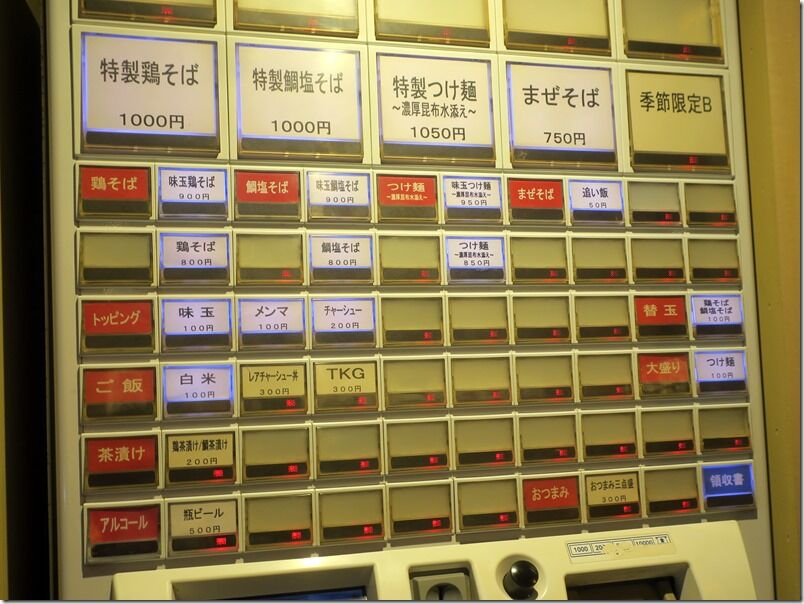 特製鶏そば
1000円
特製鯛塩そば
1000円
特製つけ麺
～濃厚昆布水添え～
1050円
まぜそば
750円
季節限定B
鶏そば
味玉鶏そば
900円
鯛塩そば
味玉鯛塩そば
900円
つけ麺
～濃厚昆布水添え～
味玉つけ麺
～濃厚昆布水添え～
950円
まぜそば
追い飯
50円
鶏そば
800円
鯛塩そば
800円
つけ麺
～濃厚昆布水添え～
850円
トッピング
味玉
100円
メンマ
100円
チャーシュー
200円
替玉
鶏そば
鯛塩そば
100円
ご飯
白米
100円
レアチャーシュー丼
300円
TKG
300円
大盛り
つけ麺
100円
茶漬け
鶏茶漬け/鯛茶漬け
200円
アルコール
瓶ビール
500円
おつまみ
おつまみ三点盛
300円
領収書
1000